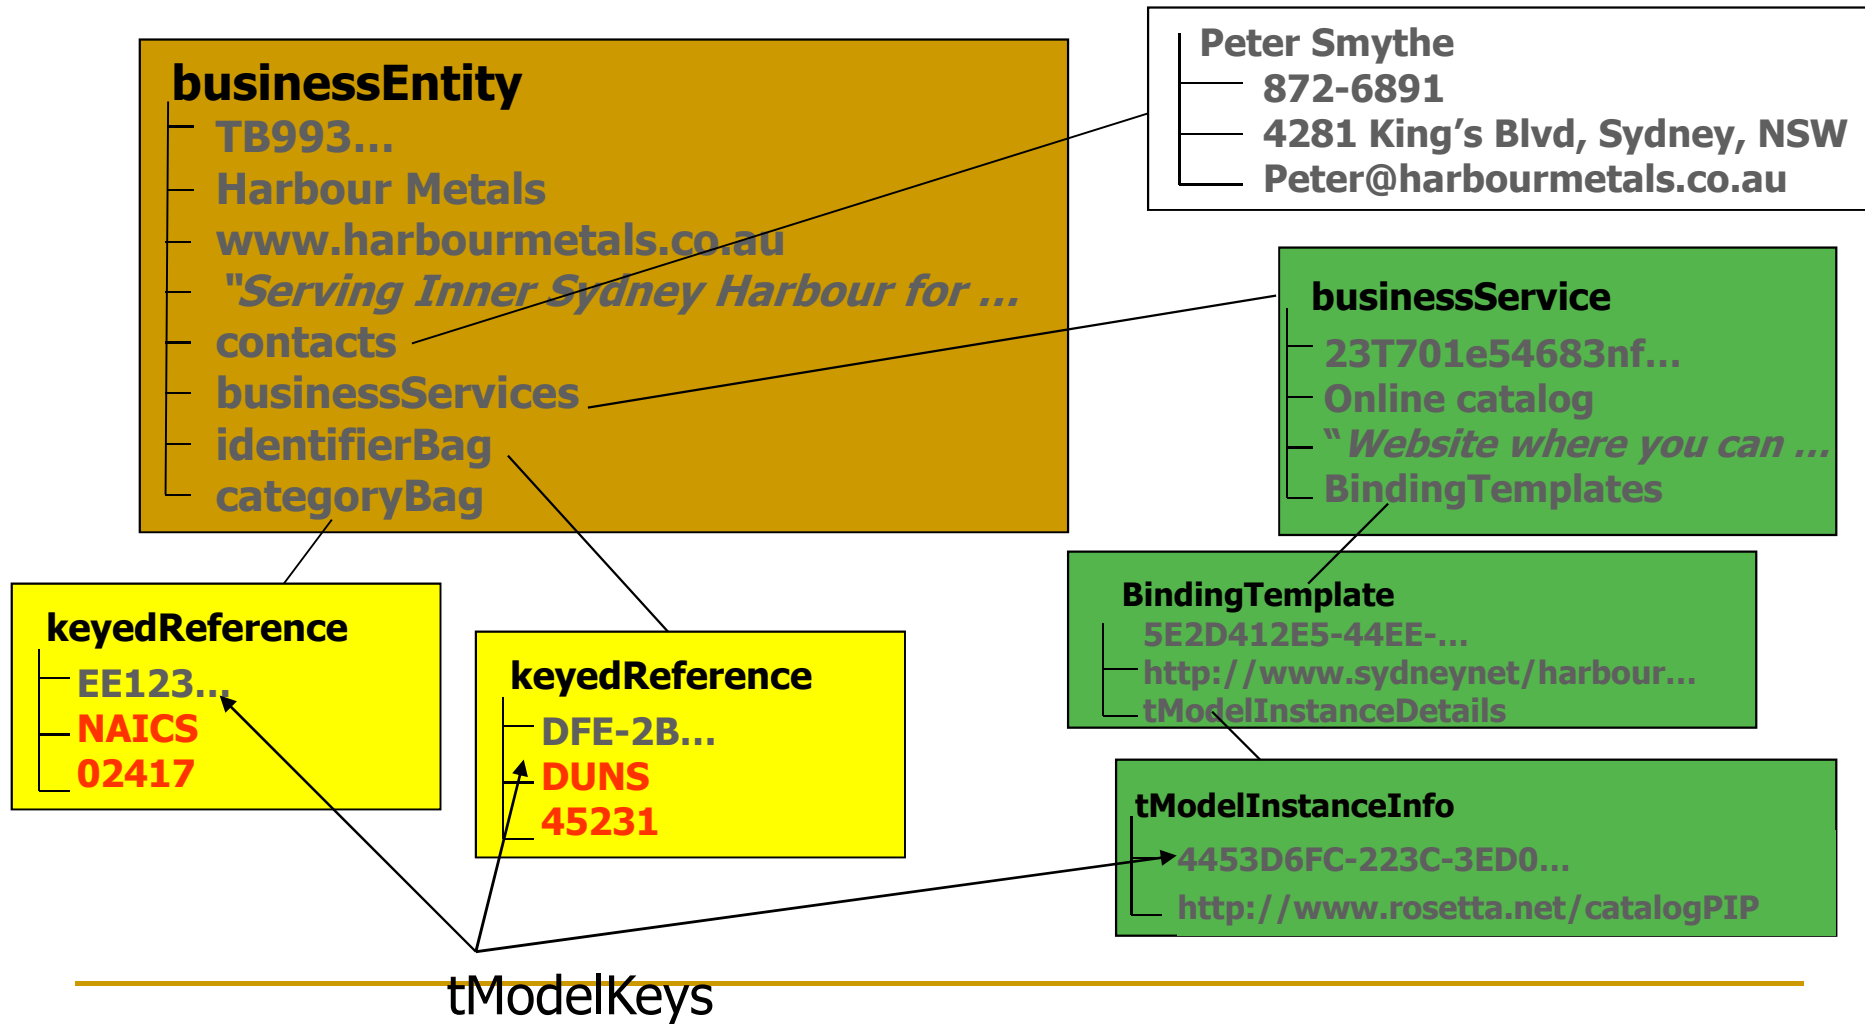 businessEntity
TB993...
Harbour Metals
www.harbourmetals.co.au
"Serving Inner Sydney Harbour for ...
contacts
businessServices
identifierBag
categoryBag
Peter Smythe
872-6891
4281 King’s Blvd, Sydney, NSW
Peter@harbourmetals.co.au
businessService
23T701e54683nf...
Online catalog
“Website where you can ...
BindingTemplates
BindingTemplate
5E2D412E5-44EE-...
http://www.sydneynet/harbour...
tModelInstanceDetails
tModelInstanceInfo
4453D6FC-223C-3ED0...
http://www.rosetta.net/catalogPIP
keyedReference
EE123...
NAICS
02417
keyedReference
DFE-2B...
DUNS
45231
tModelKeys